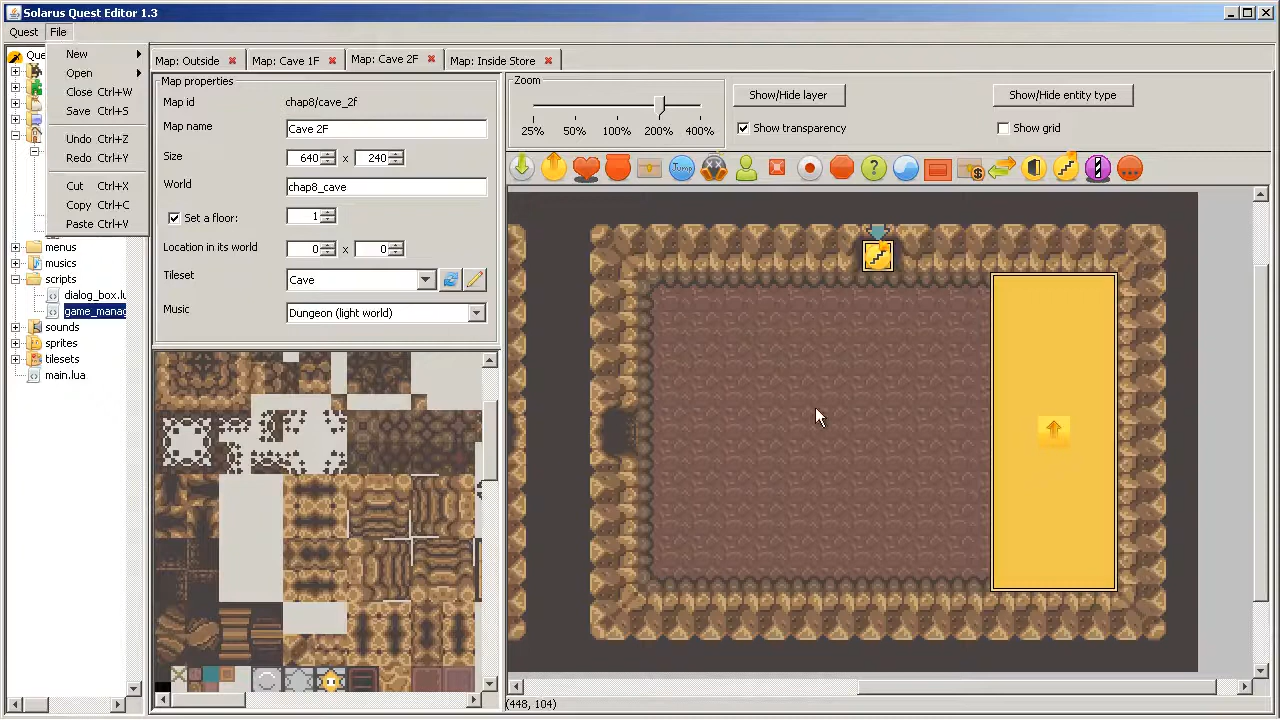 Solarus Quest Editor 1.3
Quest File
New
Open
Close Ctrl+W
Save Ctrl+S
Undo Ctrl+Z
Redo Ctrl+Y
Cut Ctrl+X
Copy Ctrl+C
Paste Ctrl+V
Que
menus
musics
scripts
dialog_box.lu
game_manag
sounds
sprites
tilesets
main.lua
Map: Outside Map: Cave 1F Map: Cave 2F Map: Inside Store
Map properties
Map id chap8/cave_2f
Map name Cave 2F
Size 640 x 240
World chap8_cave
Set a floor: 1
Location in its world 0 x 0
Tileset Cave
Music Dungeon (light world)
Zoom
25% 50% 100% 200% 400%
Show/Hide layer Show/Hide entity type
Show transparency Show grid
Jump
?
$
(448, 104)